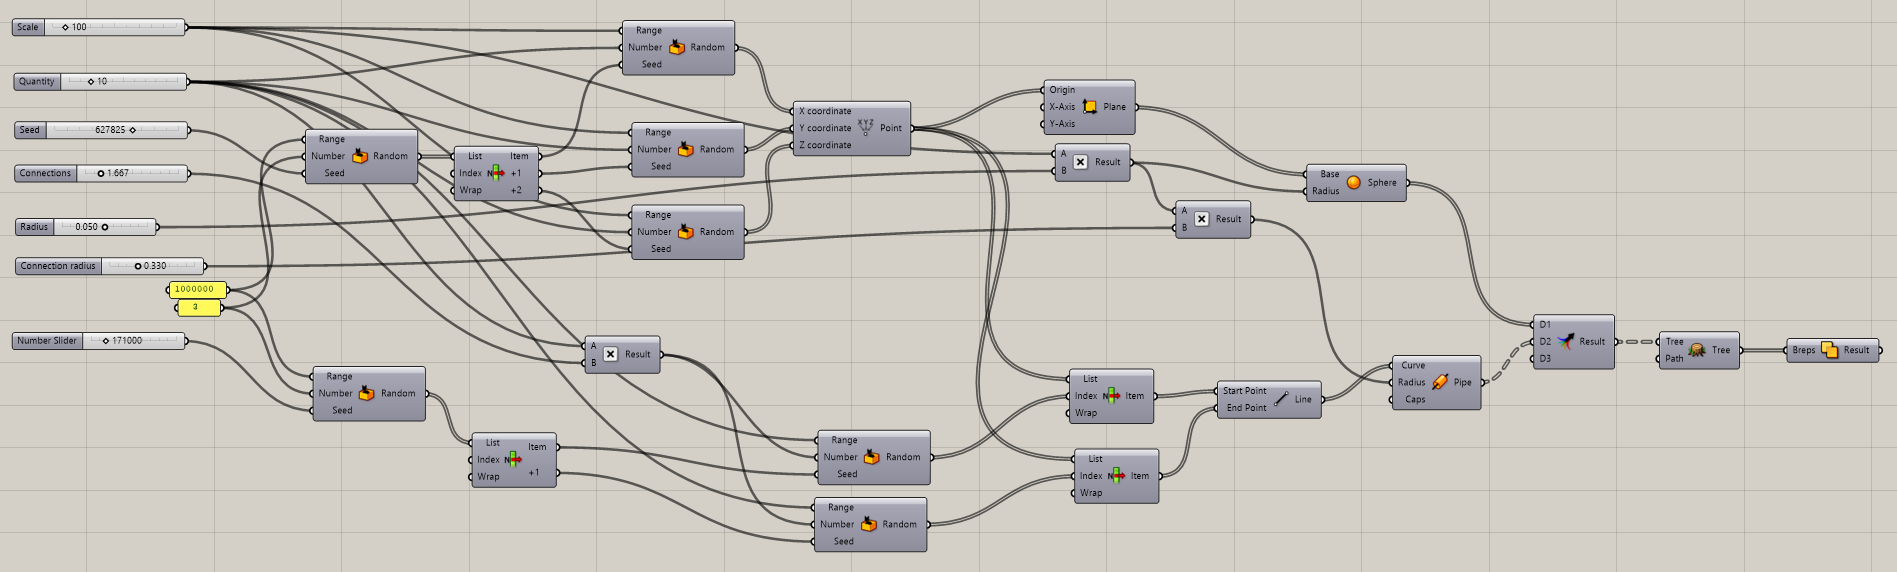 Scale 100
Quantity 10
Seed 627825
Connections 1.667
Radius 0.050
Connection radius 0.330
1000000
3
Number Slider 171000
Range
Number Random
Seed
Range
Number Random
Seed
List Item
Index N +1
Wrap +2
List Item
Index N
Wrap +1
Range
Number Random
Seed
Range
Number Random
Seed
Range
Number Random
Seed
A
Result
B
X coordinate
Y coordinate XYZ Point
Z coordinate
Range
Number Random
Seed
Range
Number Random
Seed
Origin
X-Axis Plane
Y-Axis
A
Result
B
A
Result
B
List
Index N Item
Wrap
List
Index N Item
Wrap
Base
Sphere
Radius
Start Point
Line
End Point
Curve
Radius Pipe
Caps
D1
D2 Result
D3
Tree
Tree
Path
Breps Result